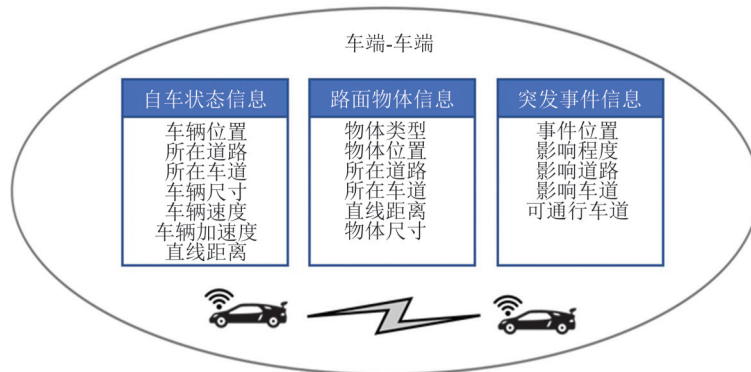 车端-车端
自车状态信息
车辆位置
所在道路
所在车道
车辆尺寸
车辆速度
车辆加速度
直线距离
路面物体信息
物体类型
物体位置
所在道路
所在车道
直线距离
物体尺寸
突发事件信息
事件位置
影响程度
影响道路
影响车道
可通行车道